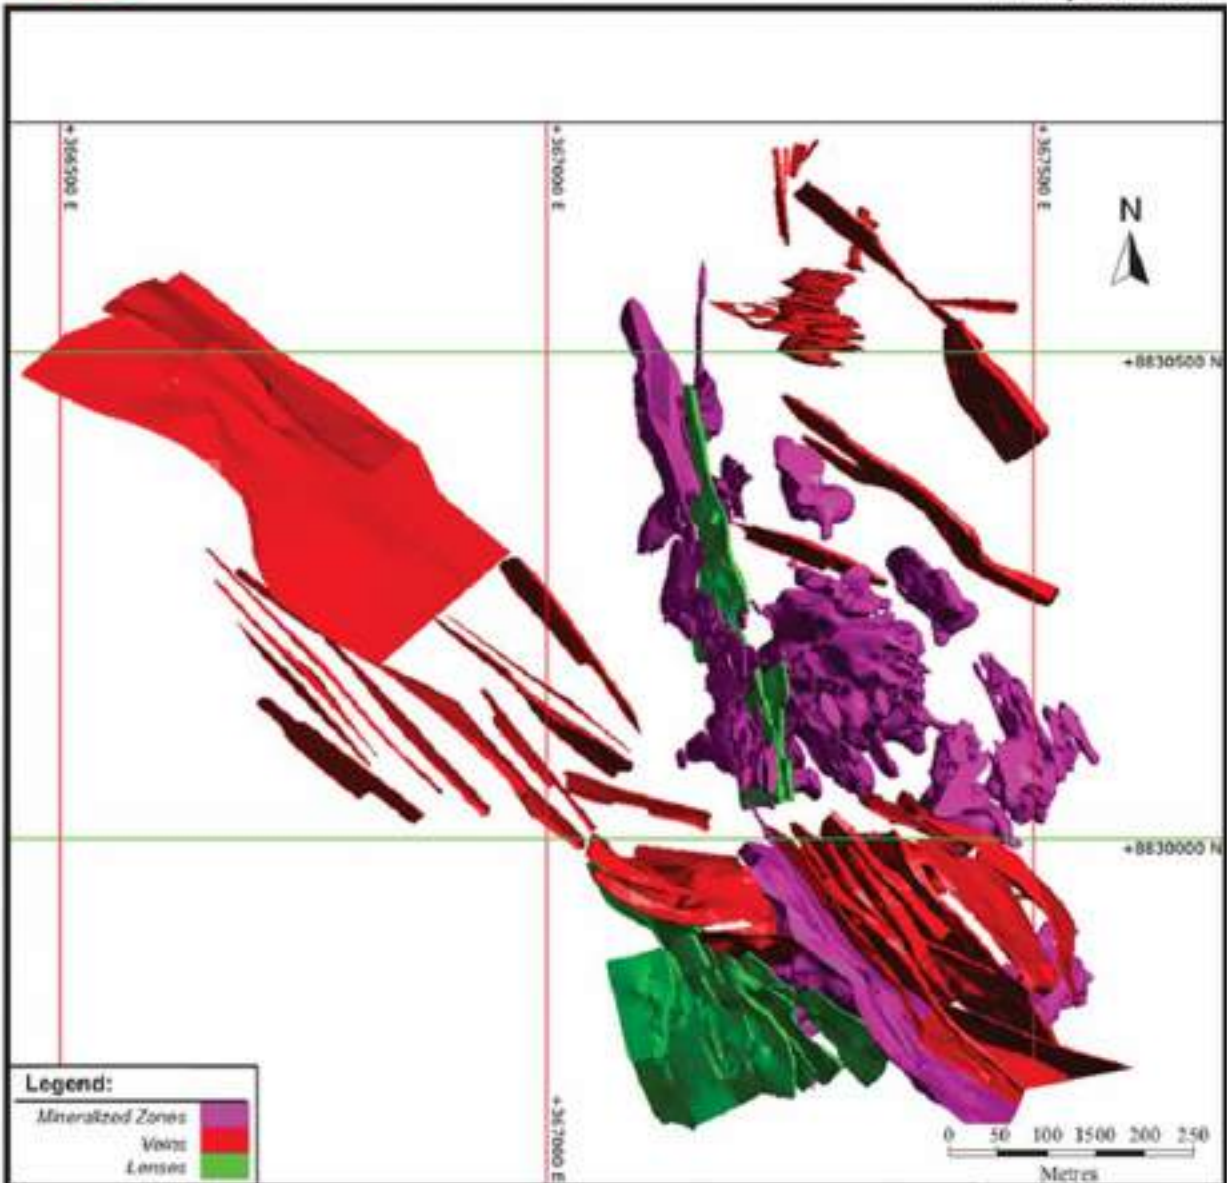 +366500 E
+367000 E
+367500 E
N
+8830500 N
+8830000 N
+367000 E
Legend:
Mineralized Zones
Veins
Lenses
0 50 100 1500 200 250
Metres